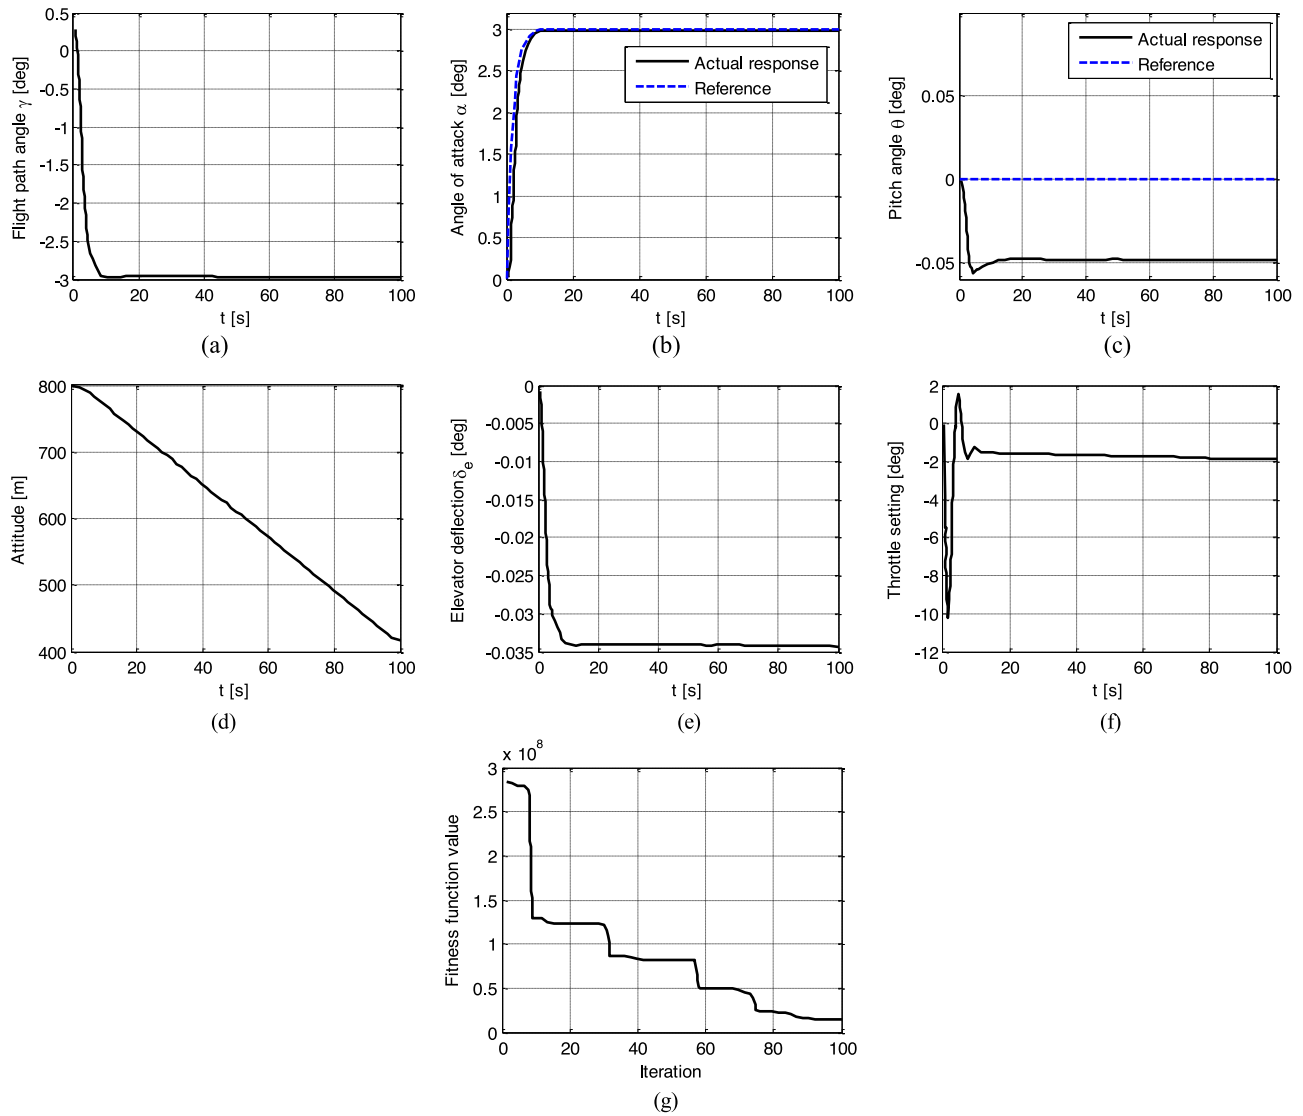 0.5
0
-0.5
-1
-1.5
-2
-2.5
-3
0 20 40 60 80 100
Flight path angle γ [deg]
t [s]
(a)
3
2.5
2
1.5
1
0.5
0
0 20 40 60 80 100
Angle of attack α [deg]
Actual response
Reference
t [s]
(b)
0.05
0
-0.05
0 20 40 60 80 100
Pitch angle θ [deg]
Actual response
Reference
t [s]
(c)
800
700
600
500
400
0 20 40 60 80 100
Attitude [m]
t [s]
(d)
0
-0.005
-0.01
-0.015
-0.02
-0.025
-0.03
-0.035
0 20 40 60 80 100
Elevator deflection δe [deg]
t [s]
(e)
2
0
-2
-4
-6
-8
-10
-12
0 20 40 60 80 100
Throttle setting [deg]
t [s]
(f)
x 10^8
3
2.5
2
1.5
1
0.5
0
0 20 40 60 80 100
Fitness function value
Iteration
(g)